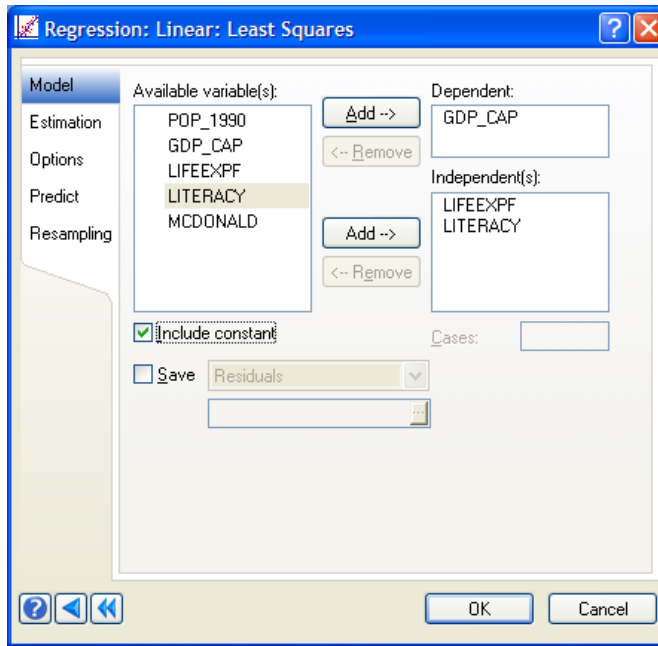 Regression: Linear: Least Squares
Model
Estimation
Options
Predict
Resampling
Available variable(s):
POP_1990
GDP_CAP
LIFEEXPF
LITERACY
MCDONALD
Add -->
<-- Remove
Add -->
<-- Remove
Dependent:
GDP_CAP
Independent(s):
LIFEEXPF
LITERACY
Include constant
Cases:
Save
Residuals
...
OK
Cancel